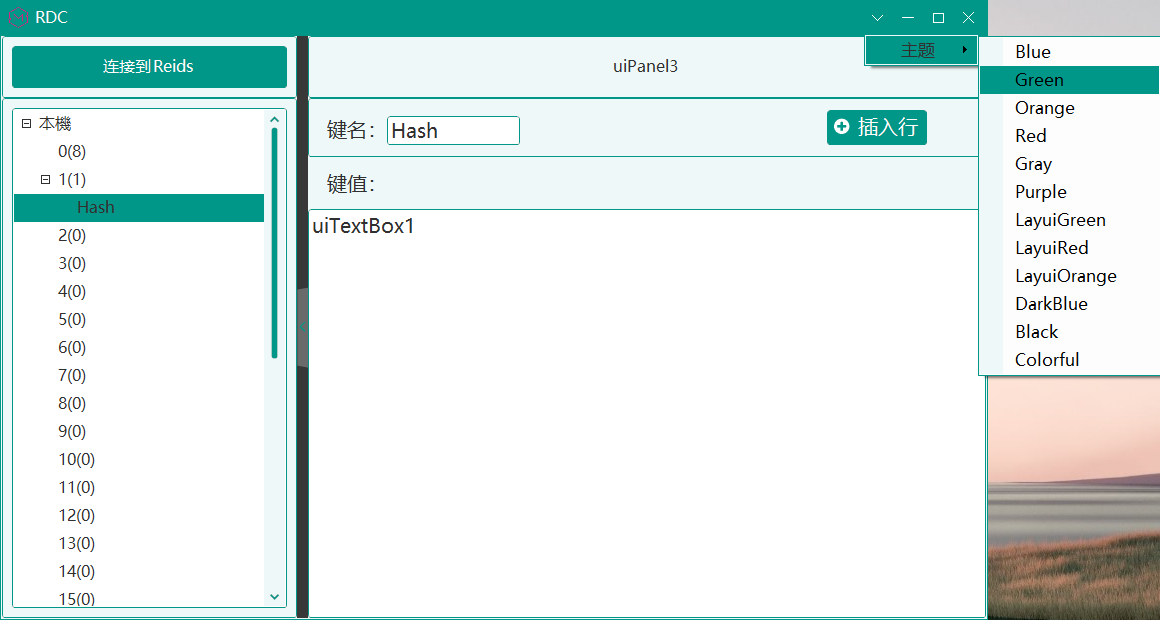 RDC
主题
Blue
Green
Orange
Red
Gray
Purple
LayuiGreen
LayuiRed
LayuiOrange
DarkBlue
Black
Colorful
连接到Reids
uiPanel3
本機
0(8)
1(1)
Hash
2(0)
3(0)
4(0)
5(0)
6(0)
7(0)
8(0)
9(0)
10(0)
11(0)
12(0)
13(0)
14(0)
15(0)
键名： Hash
插入行
键值：
uiTextBox1